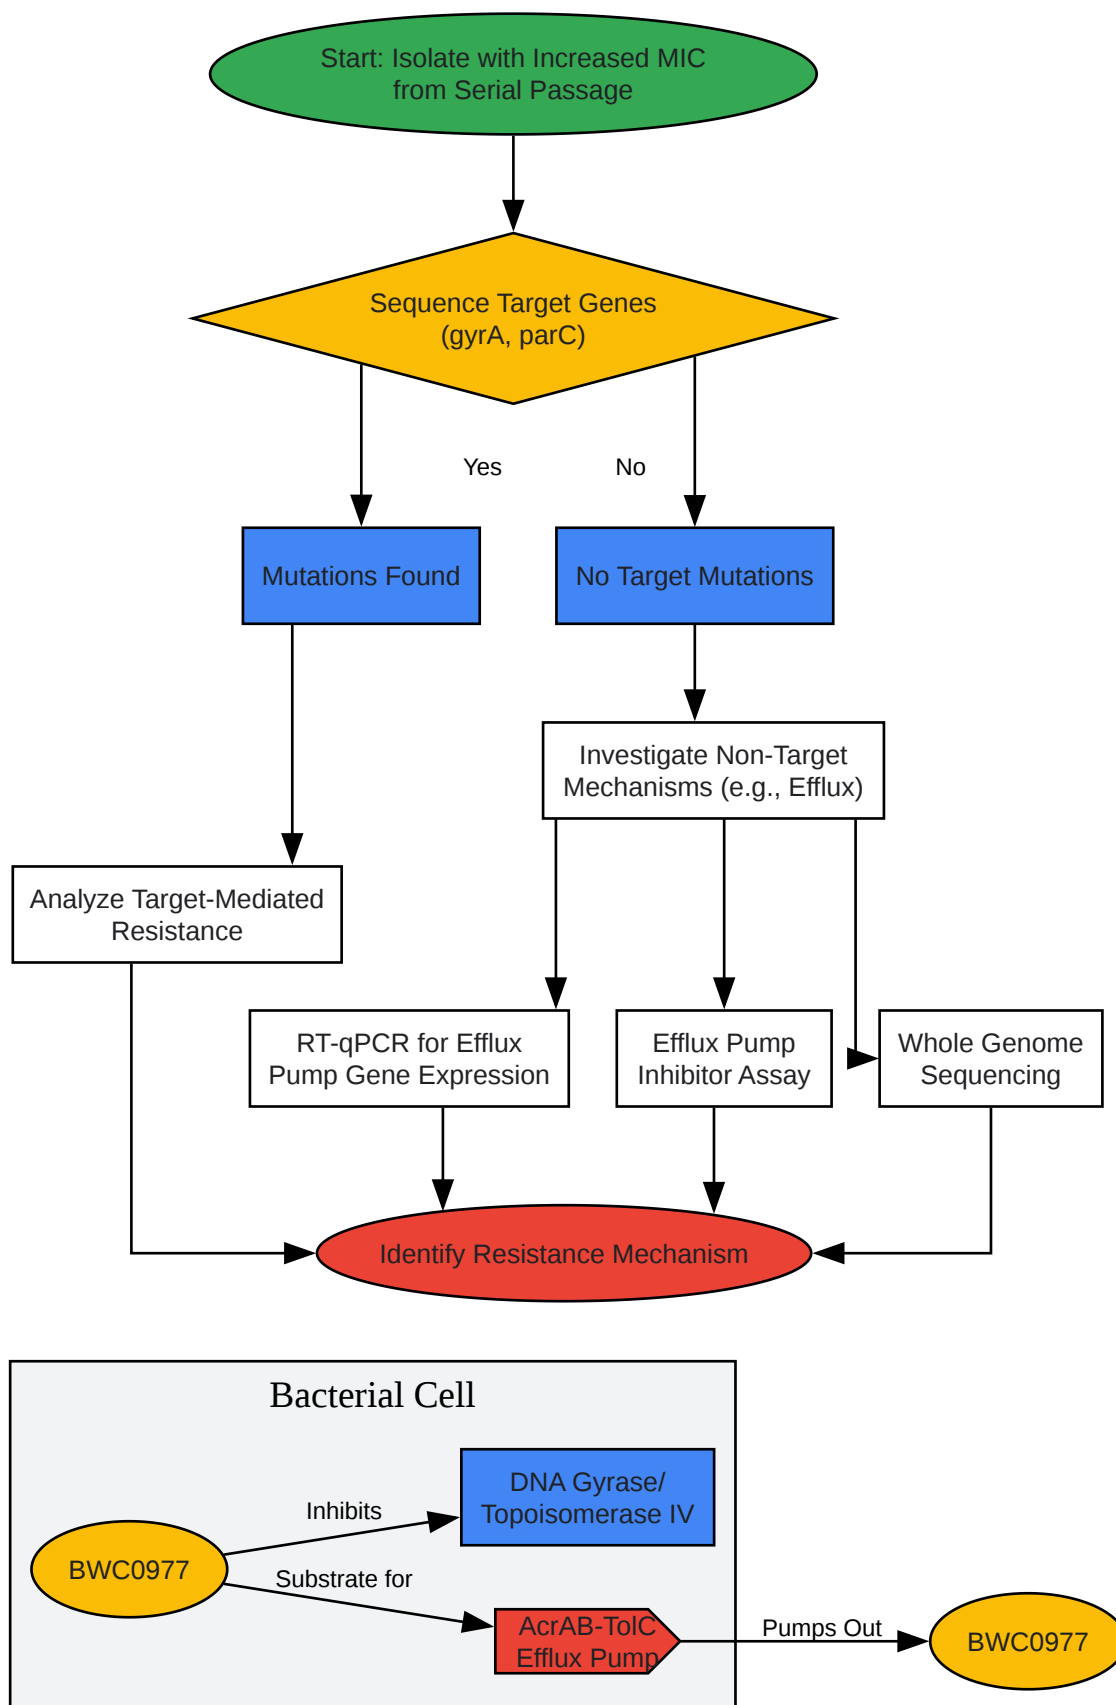 Start: Isolate with Increased MIC
from Serial Passage
Sequence Target Genes
(gyrA, parC)
Yes
No
Mutations Found
No Target Mutations
Investigate Non-Target
Mechanisms (e.g., Efflux)
Analyze Target-Mediated
Resistance
RT-qPCR for Efflux
Pump Gene Expression
Efflux Pump
Inhibitor Assay
Whole Genome
Sequencing
Identify Resistance Mechanism
Bacterial Cell
DNA Gyrase/
Topoisomerase IV
Inhibits
BWC0977
Substrate for
AcrAB-TolC
Efflux Pump
Pumps Out
BWC0977